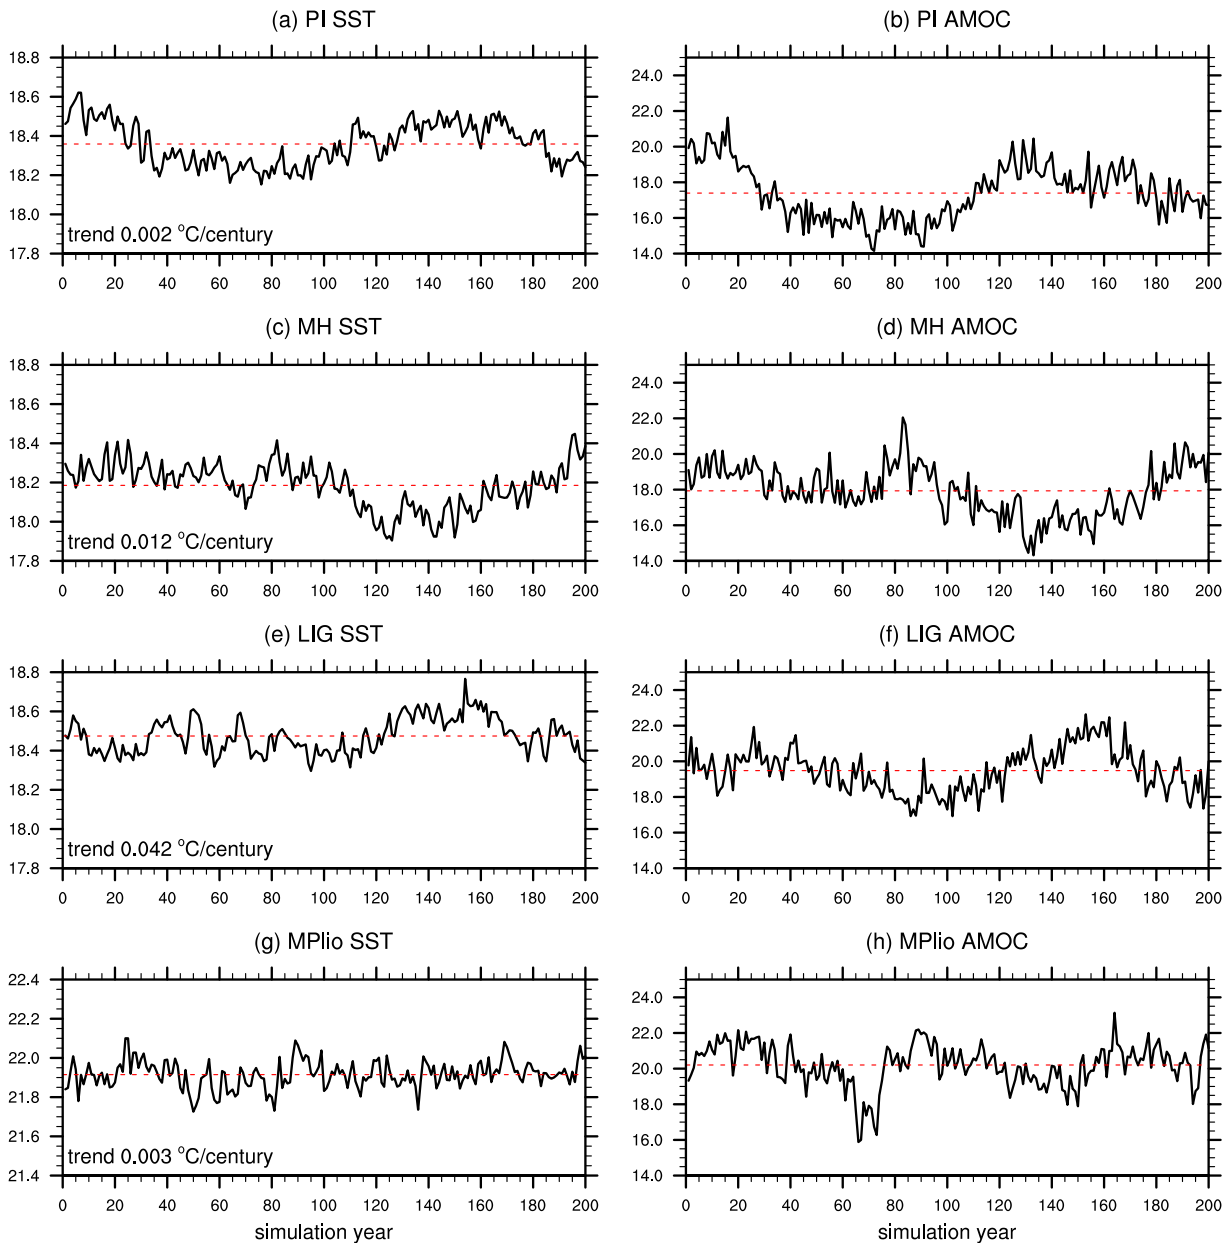 (a) PI SST
18.8
18.6
18.4
18.2
18.0
17.8
trend 0.002 °C/century
0 20 40 60 80 100 120 140 160 180 200
(b) PI AMOC
24.0
22.0
20.0
18.0
16.0
14.0
0 20 40 60 80 100 120 140 160 180 200
(c) MH SST
18.8
18.6
18.4
18.2
18.0
17.8
trend 0.012 °C/century
0 20 40 60 80 100 120 140 160 180 200
(d) MH AMOC
24.0
22.0
20.0
18.0
16.0
14.0
0 20 40 60 80 100 120 140 160 180 200
(e) LIG SST
18.8
18.6
18.4
18.2
18.0
17.8
trend 0.042 °C/century
0 20 40 60 80 100 120 140 160 180 200
(f) LIG AMOC
24.0
22.0
20.0
18.0
16.0
14.0
0 20 40 60 80 100 120 140 160 180 200
(g) MPlio SST
22.4
22.2
22.0
21.8
21.6
21.4
trend 0.003 °C/century
0 20 40 60 80 100 120 140 160 180 200
simulation year
(h) MPlio AMOC
24.0
22.0
20.0
18.0
16.0
14.0
0 20 40 60 80 100 120 140 160 180 200
simulation year